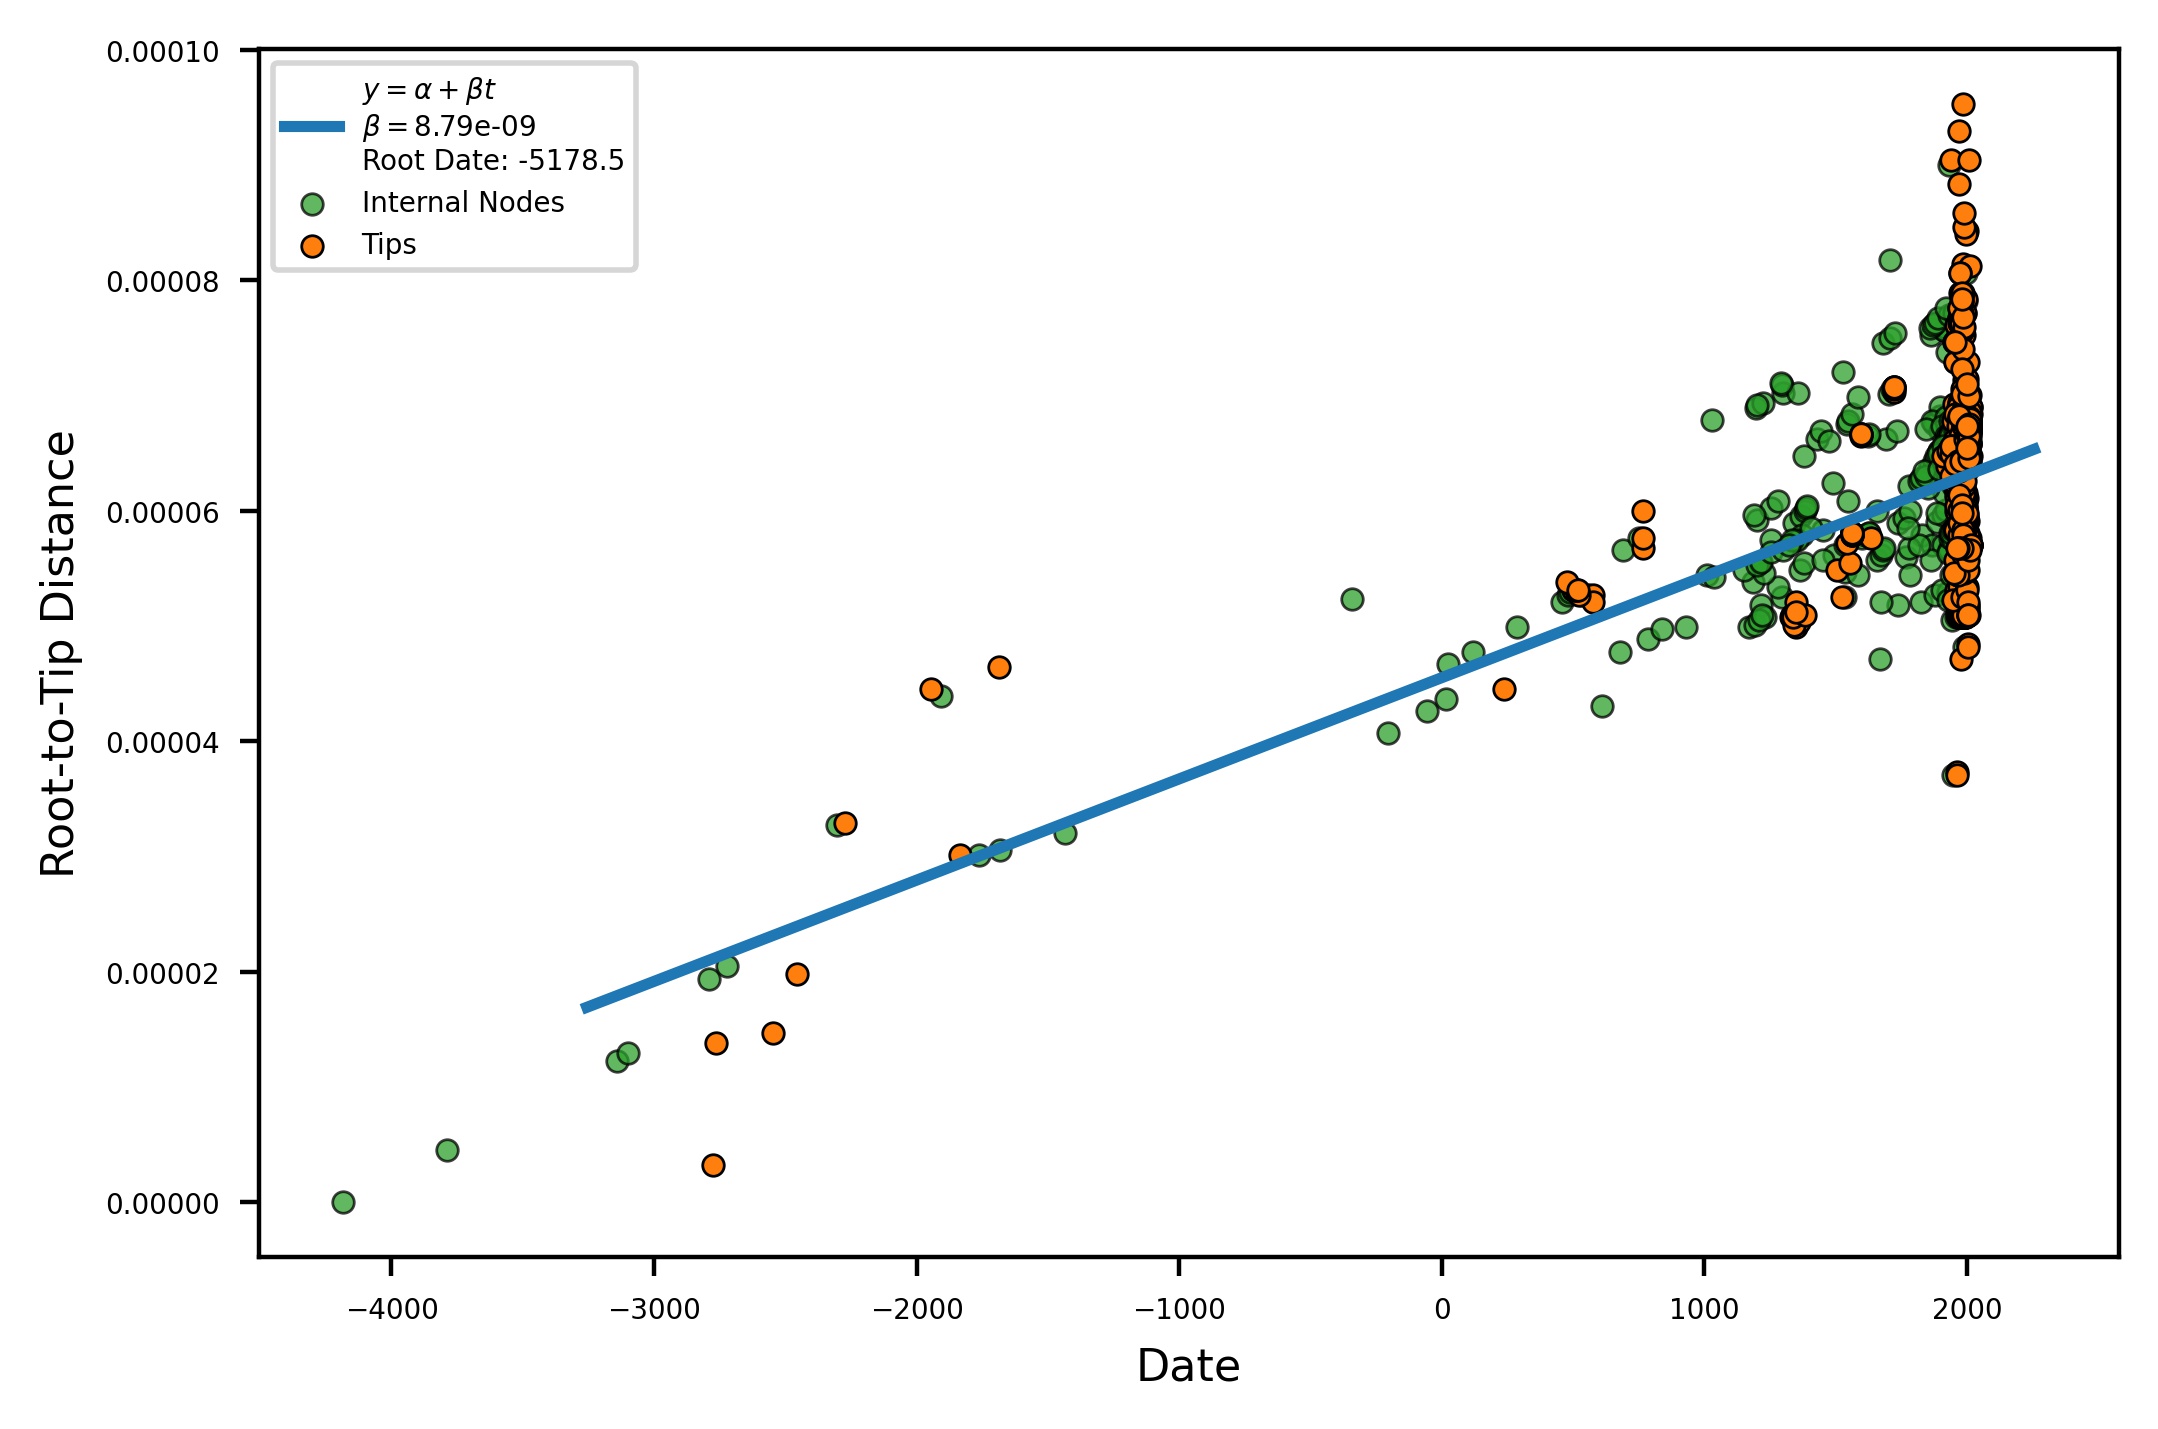 0.00010
0.00008
0.00006
0.00004
0.00002
0.00000
Root-to-Tip Distance
y = α + βt
β = 8.79e-09
Root Date: -5178.5
Internal Nodes
Tips
−4000 −3000 −2000 −1000 0 1000 2000
Date